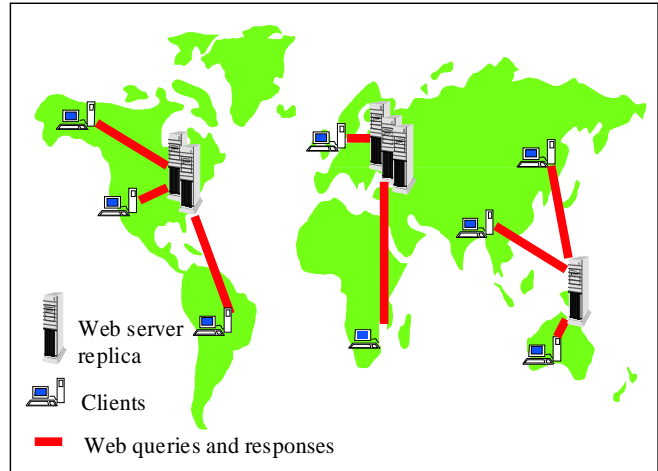 Web server
replica
Clients
Web queries and responses